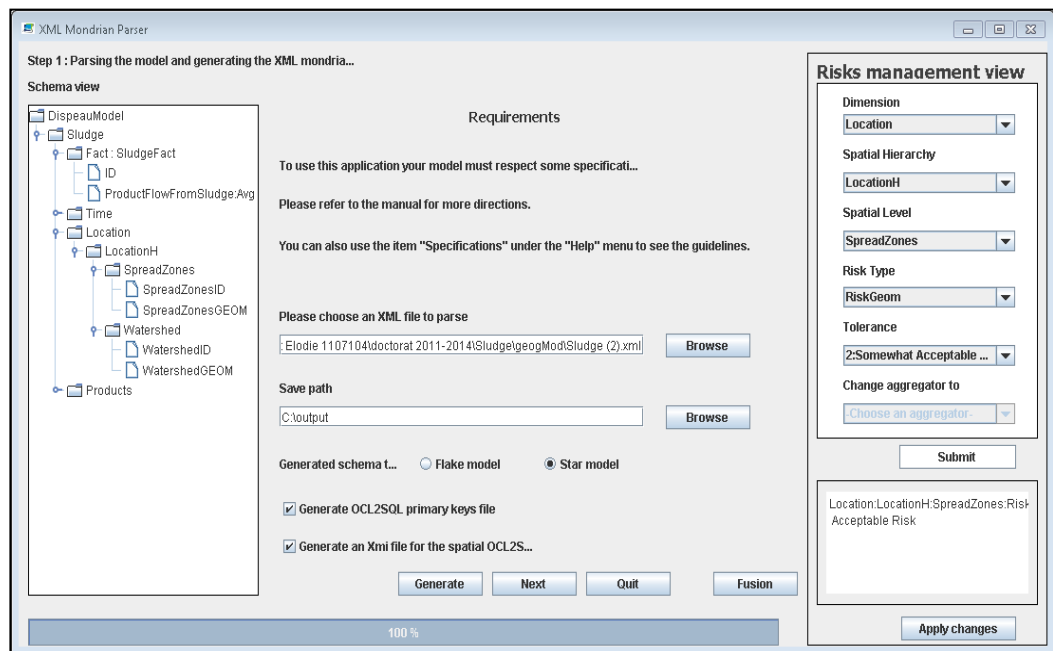 XML Mondrian Parser
Step 1 : Parsing the model and generating the XML mondria...
Schema view
DispeauModel
Sludge
Fact : SludgeFact
ID
ProductFlowFromSludge:Avg
Time
Location
LocationH
SpreadZones
SpreadZonesID
SpreadZonesGEOM
Watershed
WatershedID
WatershedGEOM
Products
Requirements
To use this application your model must respect some specificati...
Please refer to the manual for more directions.
You can also use the item "Specifications" under the "Help" menu to see the guidelines.
Please choose an XML file to parse
: Elodie 1107104\doctorat 2011-2014\Sludge\geogMod\Sludge (2).xml
Browse
Save path
C:\output
Browse
Generated schema t...
Flake model
Star model
Generate OCL2SQL primary keys file
Generate an Xmi file for the spatial OCL2S...
Generate
Next
Quit
Fusion
100 %
Risks management view
Dimension
Location
Spatial Hierarchy
LocationH
Spatial Level
SpreadZones
Risk Type
RiskGeom
Tolerance
2:Somewhat Acceptable ...
Change aggregator to
-Choose an aggregator-
Submit
Location:LocationH:SpreadZones:Risk
Acceptable Risk
Apply changes